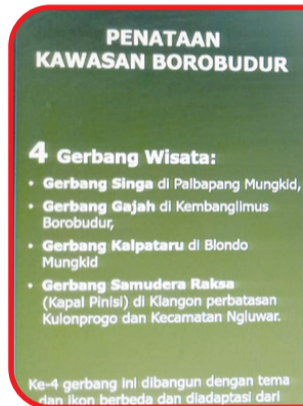 PENATAAN
KAWASAN BOROBUDUR
4 Gerbang Wisata:
• Gerbang Singa di Palbapang Mungkid,
• Gerbang Gajah di Kembanglimus
Borobudur,
• Gerbang Kalpataru di Blondo
Mungkid
• Gerbang Samudera Raksa
(Kapal Pinisi) di Klangon perbatasan
Kulonprogo dan Kecamatan Ngluwar.
Ke-4 gerbang ini dibangun dengan tema
dan ikon berbeda dan diadaptasi dari